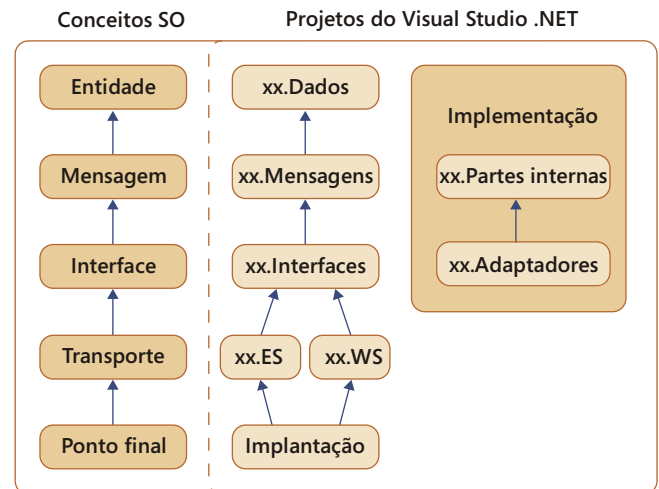 Conceitos SO
Projetos do Visual Studio .NET
Entidade
Mensagem
Interface
Transporte
Ponto final
xx.Dados
xx.Mensagens
xx.Interfaces
xx.ES
xx.WS
Implantação
Implementação
xx.Partes internas
xx.Adaptadores